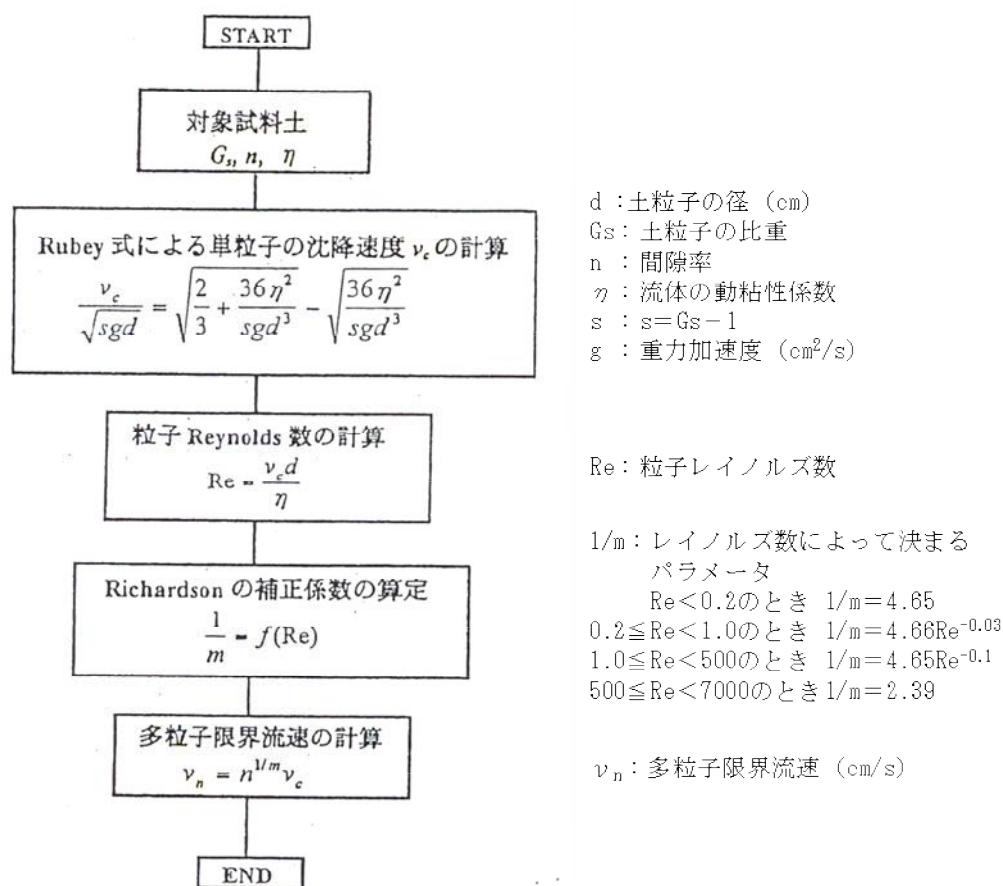 START
対象試料土
Gs, n, η
Rubey 式による単粒子の沈降速度 νcの計算
νc/√sgd = √(2/3 + 36η²/sgd³) − √(36η²/sgd³)
粒子 Reynolds 数の計算
Re = νcd/η
Richardson の補正係数の算定
1/m = f(Re)
多粒子限界流速の計算
νn = n^1/m νc
END
d :土粒子の径 (cm)
Gs: 土粒子の比重
n : 間隙率
η : 流体の動粘性係数
s : s=Gs−1
g : 重力加速度 (cm²/s)
Re: 粒子レイノルズ数
1/m: レイノルズ数によって決まる
パラメータ
Re<0.2のとき 1/m=4.65
0.2≦Re<1.0のとき 1/m=4.66Re⁻⁰·⁰³
1.0≦Re<500のとき 1/m=4.65Re⁻⁰·¹
500≦Re<7000のとき1/m=2.39
νn: 多粒子限界流速 (cm/s)